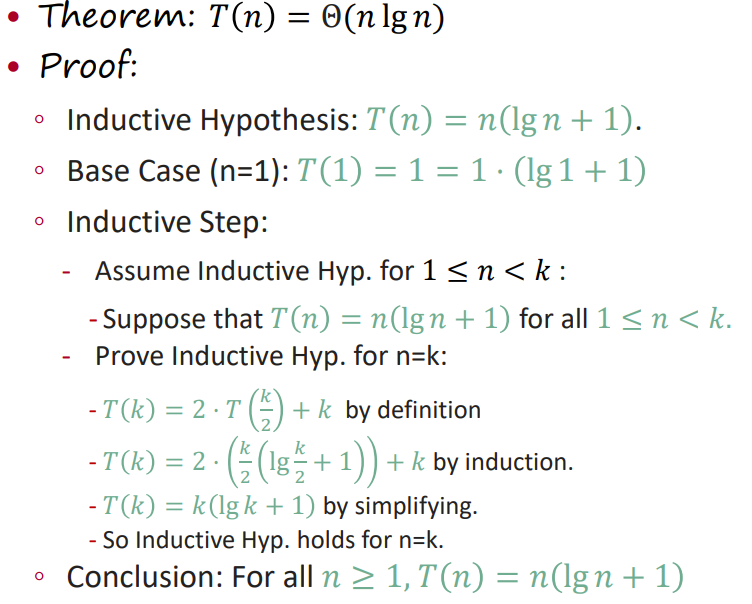 • Theorem: T(n) = Θ(n lg n)
• Proof:
∘ Inductive Hypothesis: T(n) = n(lg n + 1).
∘ Base Case (n=1): T(1) = 1 = 1 · (lg 1 + 1)
∘ Inductive Step:
- Assume Inductive Hyp. for 1 ≤ n < k :
- Suppose that T(n) = n(lg n + 1) for all 1 ≤ n < k.
- Prove Inductive Hyp. for n=k:
- T(k) = 2 · T(k/2) + k by definition
- T(k) = 2 · (k/2 (lg k/2 + 1)) + k by induction.
- T(k) = k(lg k + 1) by simplifying.
- So Inductive Hyp. holds for n=k.
∘ Conclusion: For all n ≥ 1, T(n) = n(lg n + 1)